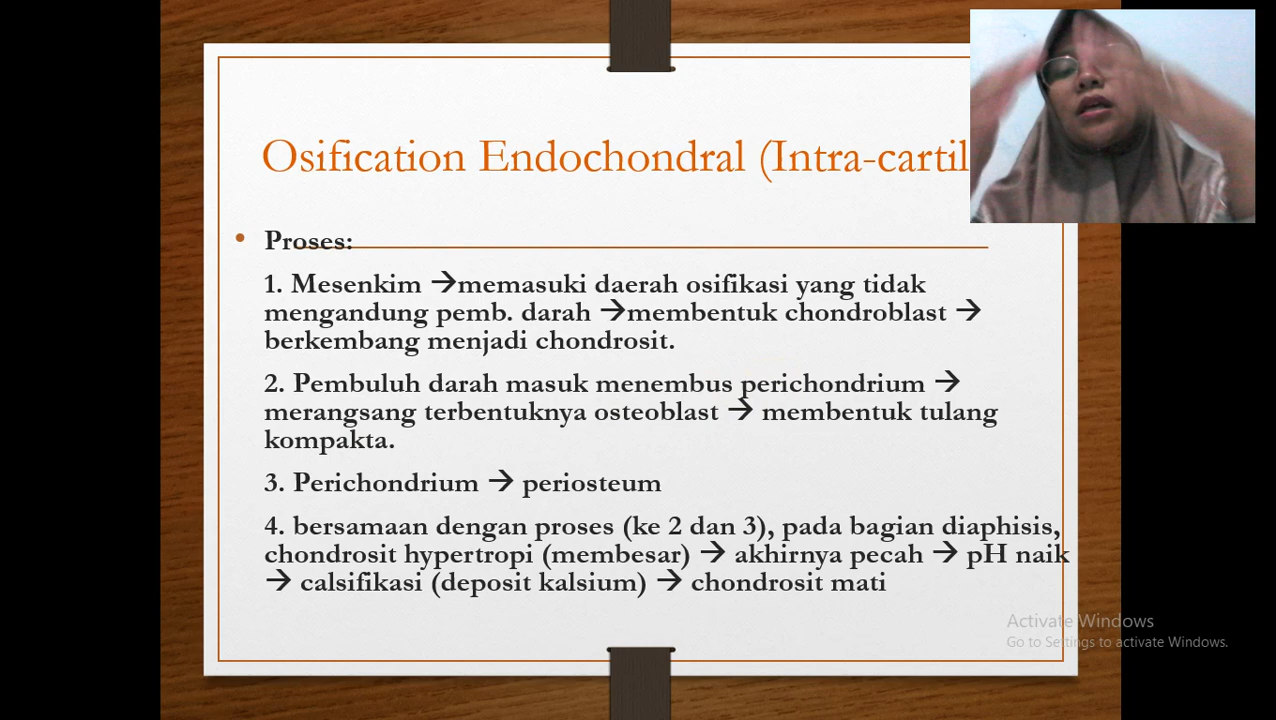 Osification Endochondral (Intra-cartil
• Proses:
1. Mesenkim →memasuki daerah osifikasi yang tidak
mengandung pemb. darah →membentuk chondroblast →
berkembang menjadi chondrosit.
2. Pembuluh darah masuk menembus perichondrium →
merangsang terbentuknya osteoblast → membentuk tulang
kompakta.
3. Perichondrium → periosteum
4. bersamaan dengan proses (ke 2 dan 3), pada bagian diaphisis,
chondrosit hypertropi (membesar) → akhirnya pecah → pH naik
→ calsifikasi (deposit kalsium) → chondrosit mati
Activate Windows
Go to Settings to activate Windows.